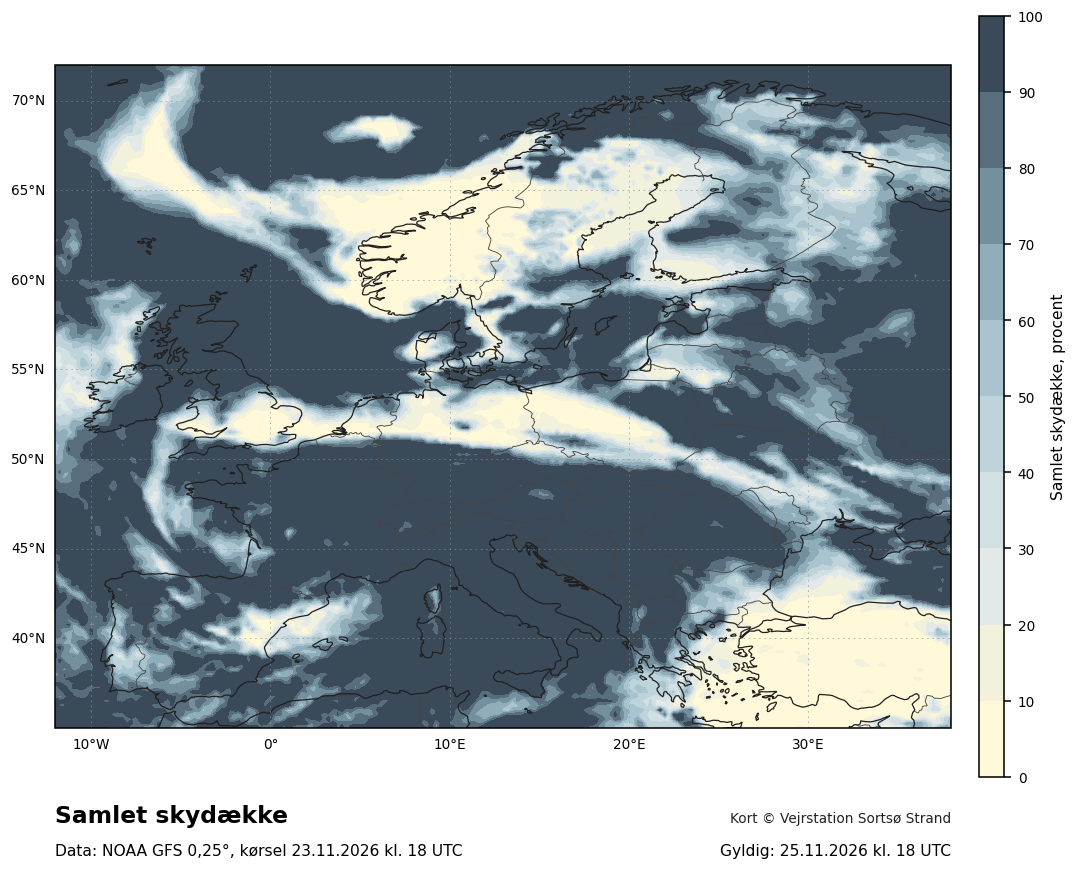 100
90
80
70
60
50
40
30
20
10
0
Samlet skydække, procent
70°N
65°N
60°N
55°N
50°N
45°N
40°N
10°W
0°
10°E
20°E
30°E
Samlet skydække
Kort © Vejrstation Sortsø Strand
Data: NOAA GFS 0,25°, kørsel 23.11.2026 kl. 18 UTC
Gyldig: 25.11.2026 kl. 18 UTC